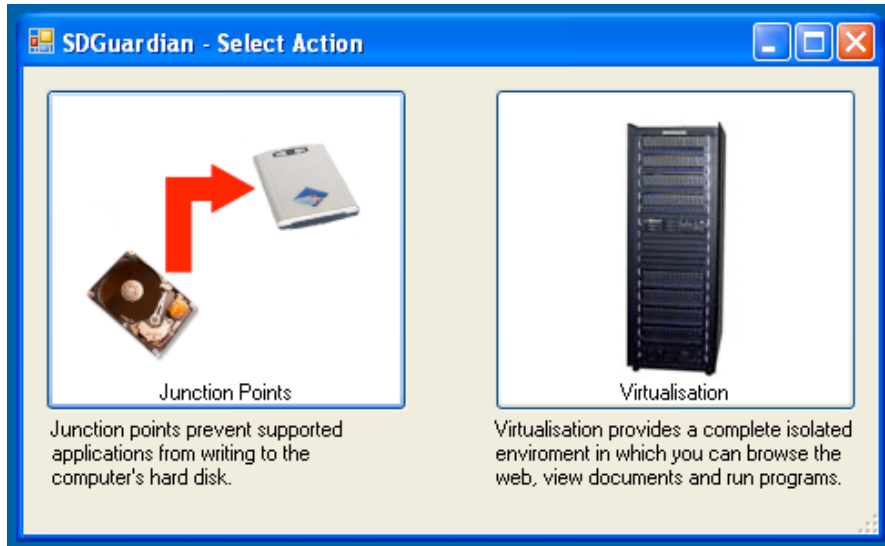 SDGuardian - Select Action
Junction Points
Junction points prevent supported
applications from writing to the
computer's hard disk.
Virtualisation
Virtualisation provides a complete isolated
enviroment in which you can browse the
web, view documents and run programs.